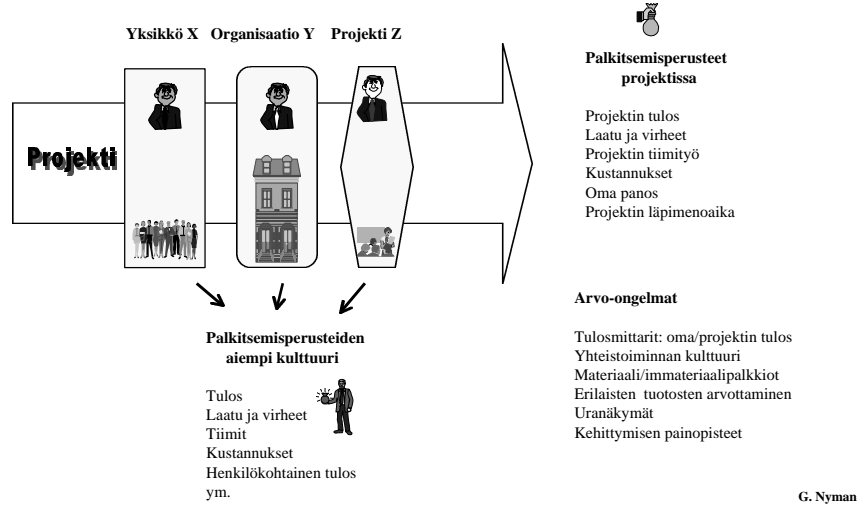 Yksikkö X Organisaatio Y Projekti Z
Projekti
Palkitsemisperusteiden
aiempi kulttuuri
Tulos
Laatu ja virheet
Tiimit
Kustannukset
Henkilökohtainen tulos
ym.
Palkitsemisperusteet
projektissa
Projektin tulos
Laatu ja virheet
Projektin tiimityö
Kustannukset
Oma panos
Projektin läpimenoaika
Arvo-ongelmat
Tulosmittarit: oma/projektin tulos
Yhteistoiminnan kulttuuri
Materiaali/immateriaalipalkkiot
Erilaisten tuotosten arvottaminen
Uranäkymät
Kehittymisen painopisteet
G. Nyman